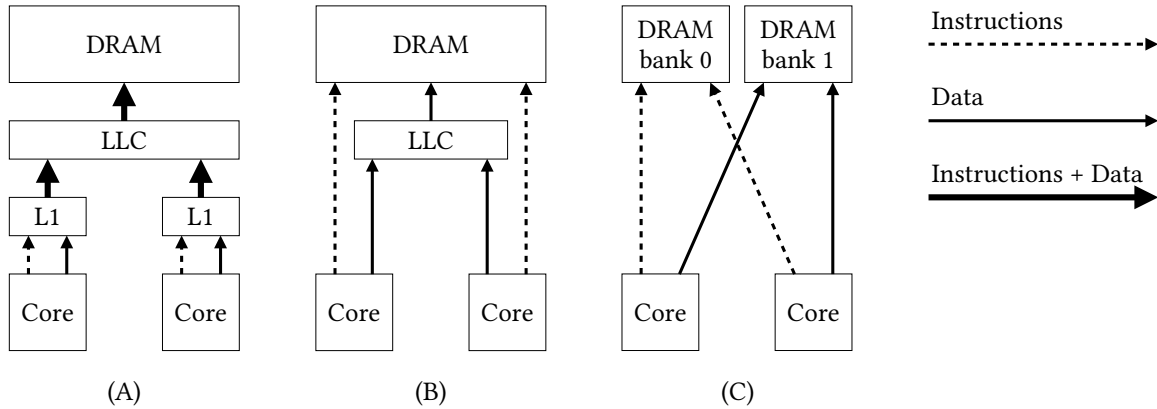 DRAM
LLC
L1
L1
Core
Core
(A)
DRAM
LLC
Core
Core
(B)
DRAM
bank 0
DRAM
bank 1
Core
Core
(C)
Instructions
Data
Instructions + Data